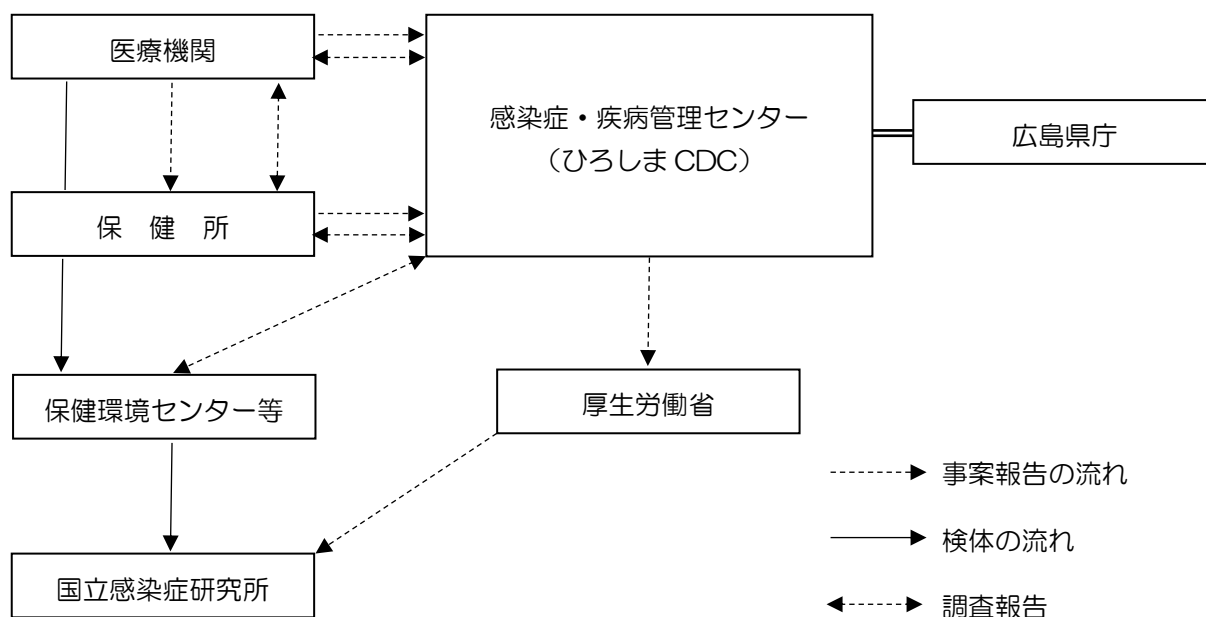 医療機関
感染症・疾病管理センター
（ひろしま CDC）
広島県庁
保 健 所
保健環境センター等
厚生労働省
事案報告の流れ
検体の流れ
国立感染症研究所
調査報告